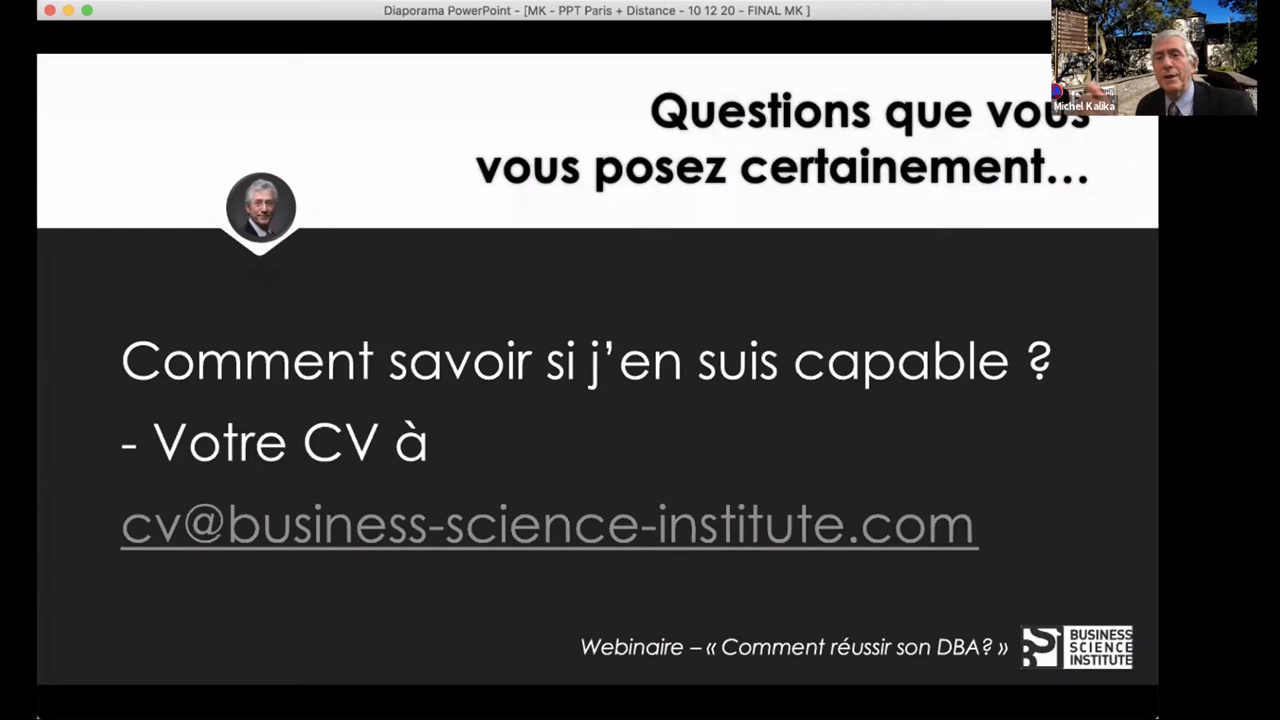 Diaporama PowerPoint - [MK - PPT Paris + Distance - 10 12 20 - FINAL MK ]
Michel Kalika
Questions que vous
vous posez certainement…
Comment savoir si j’en suis capable ?
- Votre CV à
cv@business-science-institute.com
Webinaire – « Comment réussir son DBA? »
BUSINESS
SCIENCE
INSTITUTE